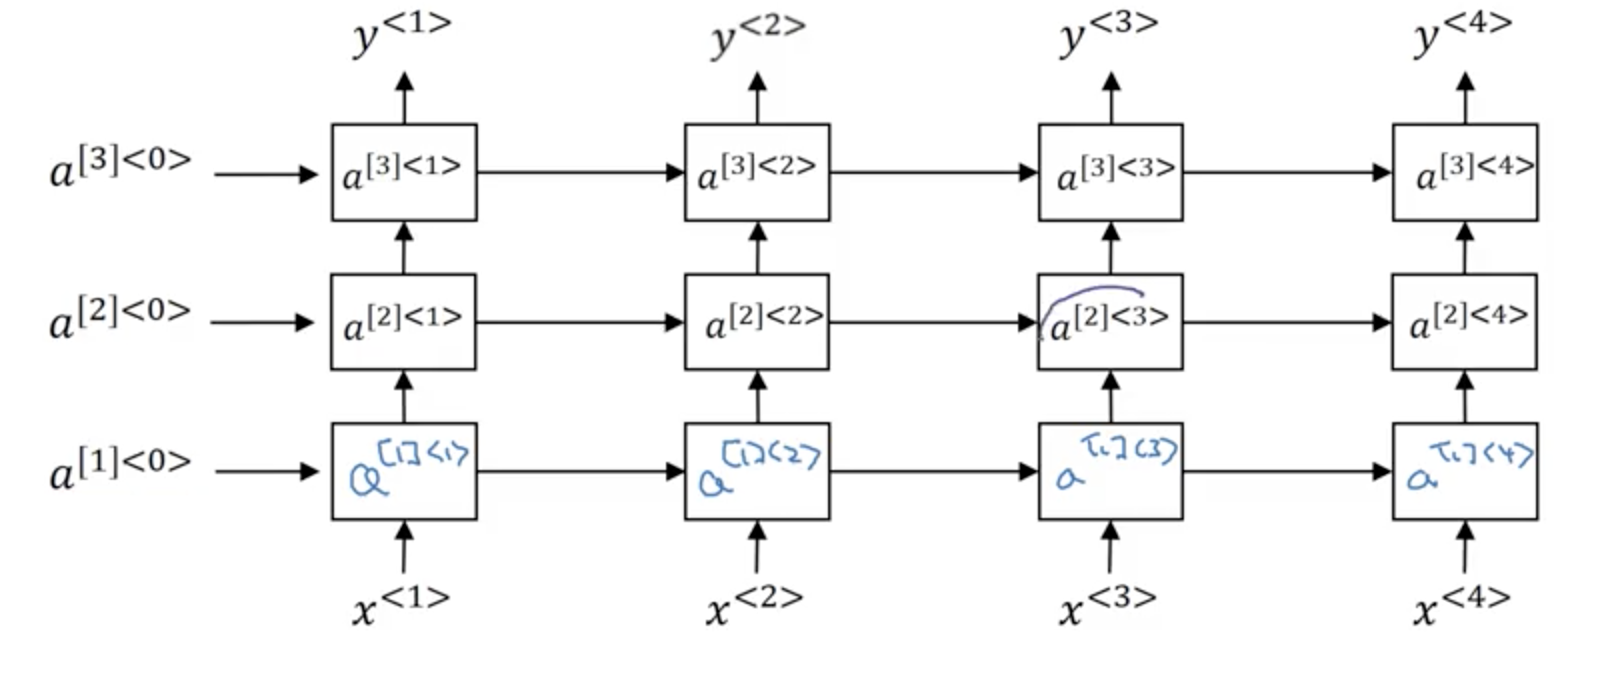 y<1> y<2> y<3> y<4>
a[3]<0> a[3]<1> a[3]<2> a[3]<3> a[3]<4>
a[2]<0> a[2]<1> a[2]<2> a[2]<3> a[2]<4>
a[1]<0> a[1]<1> a[1]<2> a[1]<3> a[1]<4>
x<1> x<2> x<3> x<4>